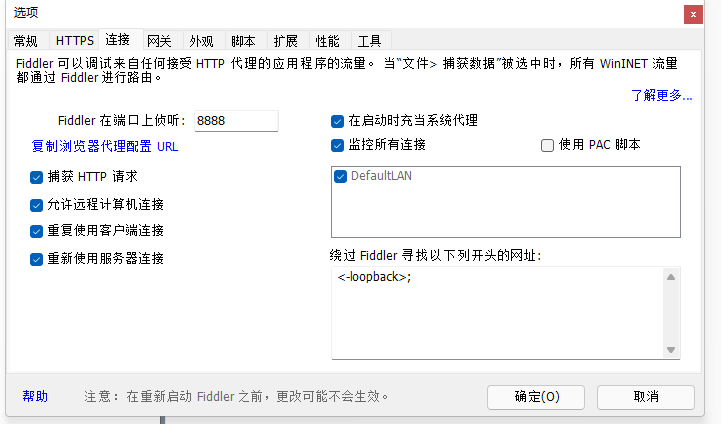 选项
x
常规 HTTPS 连接 网关 外观 脚本 扩展 性能 工具
Fiddler 可以调试来自任何接受 HTTP 代理的应用程序的流量。 当“文件> 捕获数据”被选中时，所有 WinINET 流量
都通过 Fiddler 进行路由。
了解更多...
Fiddler 在端口上侦听： 8888
复制浏览器代理配置 URL
捕获 HTTP 请求
允许远程计算机连接
重复使用客户端连接
重新使用服务器连接
在启动时充当系统代理
监控所有连接 使用 PAC 脚本
DefaultLAN
绕过 Fiddler 寻找以下列开头的网址:
<-loopback>;
帮助 注意：在重新启动 Fiddler 之前，更改可能不会生效。 确定(O) 取消